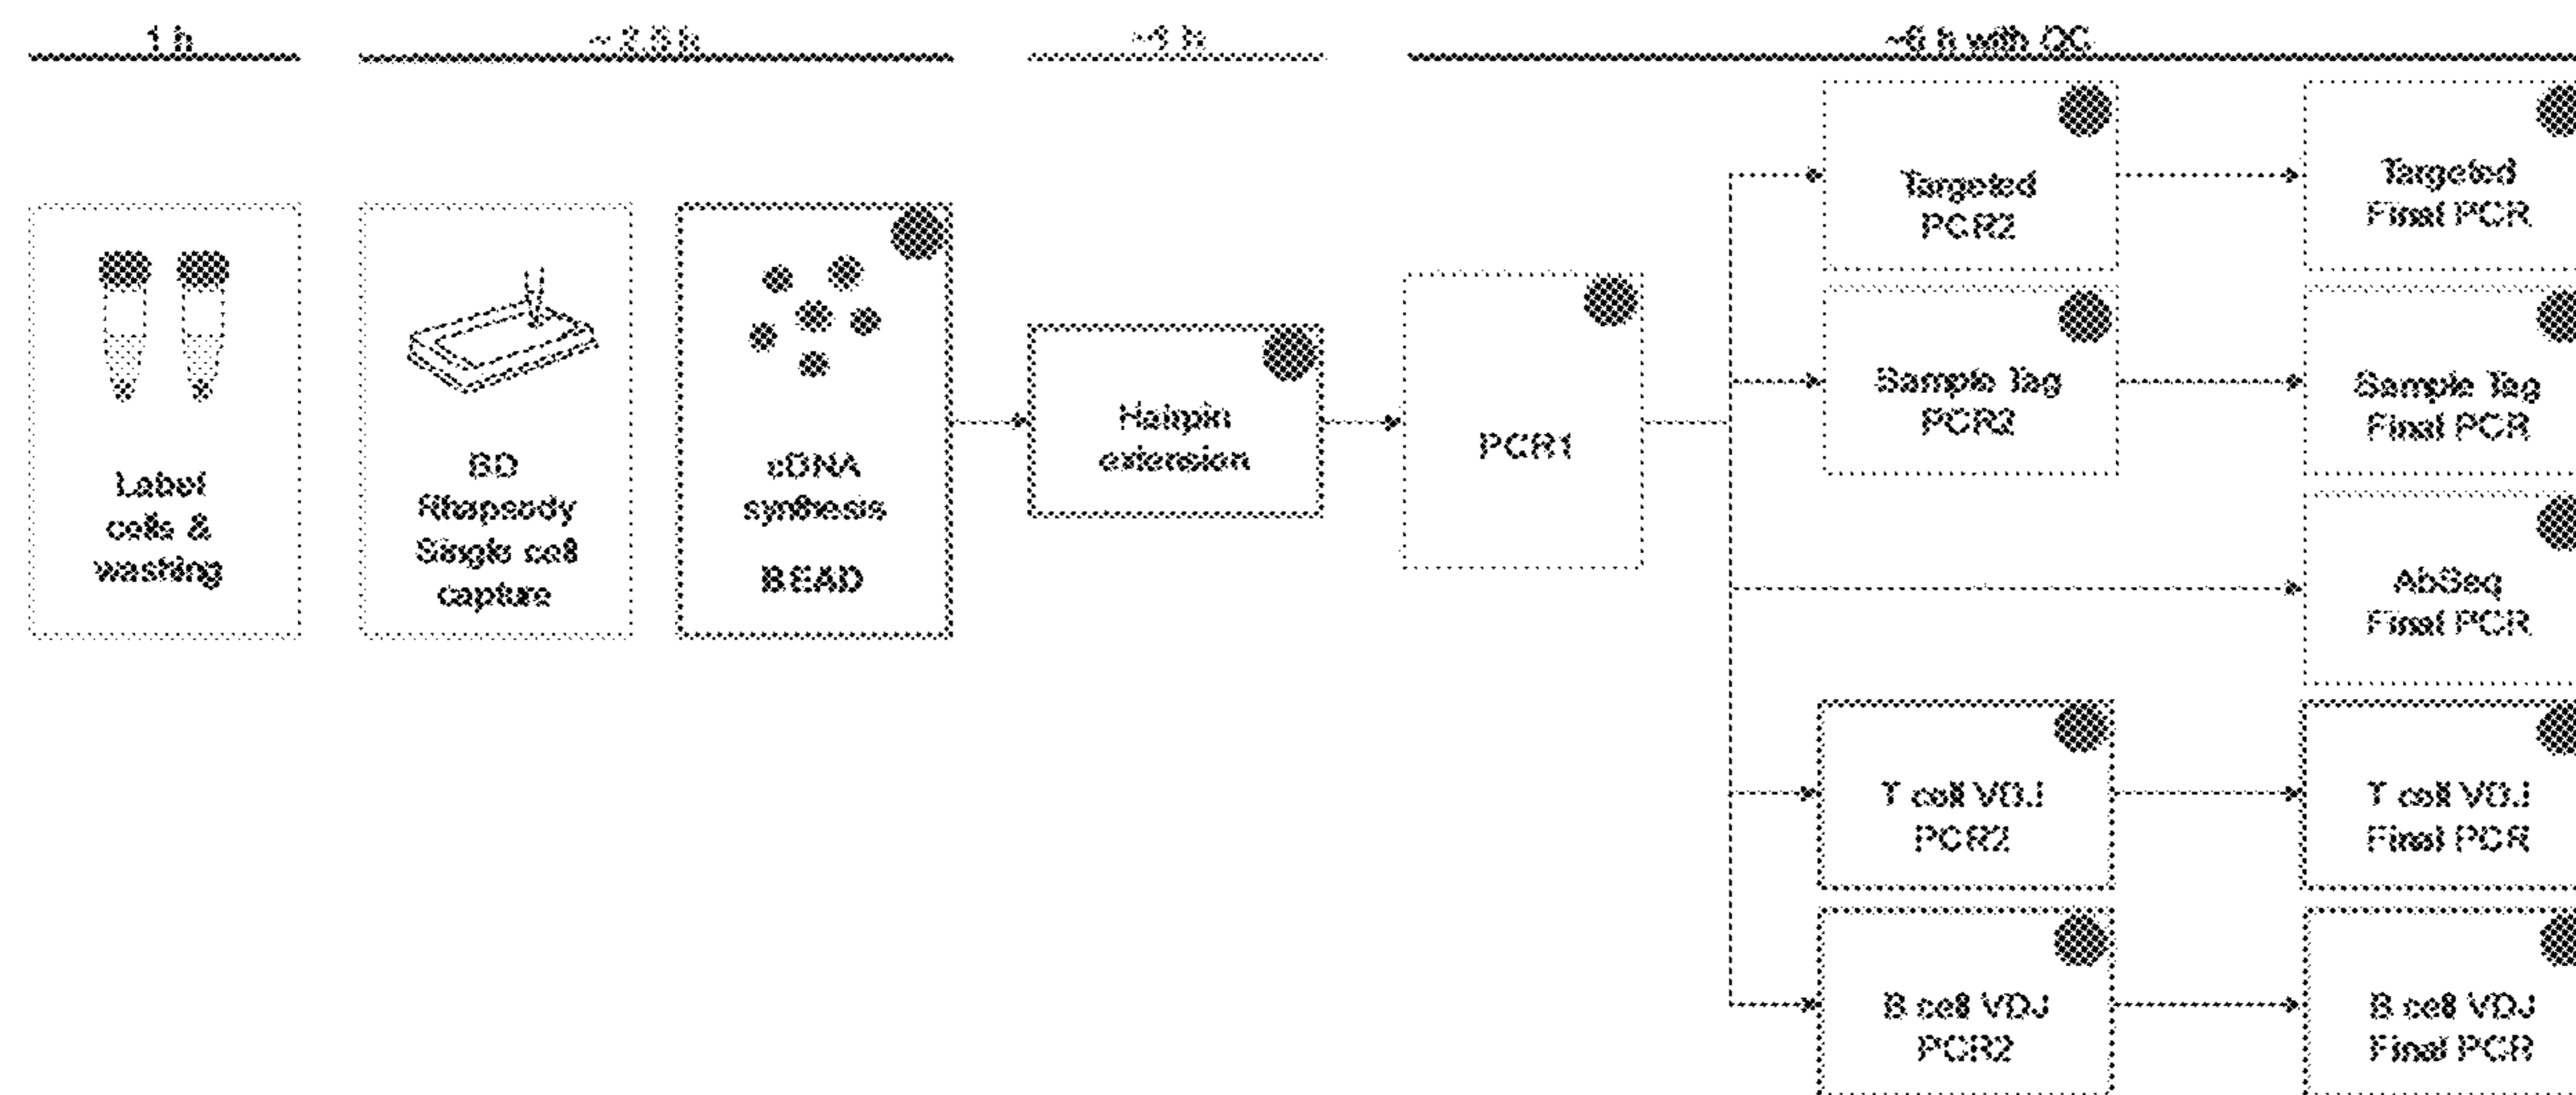 1 h
~ 2.5 h
~1 h
~6 h with QC
Label
cells &
washing
BD
Rhapsody
Single cell
capture
cDNA
synthesis
BEAD
Hairpin
extension
PCR1
Targeted
PCR2
Targeted
Final PCR
Sample Tag
PCR2
Sample Tag
Final PCR
AbSeq
Final PCR
T cell VDJ
PCR2
T cell VDJ
Final PCR
B cell VDJ
PCR2
B cell VDJ
Final PCR